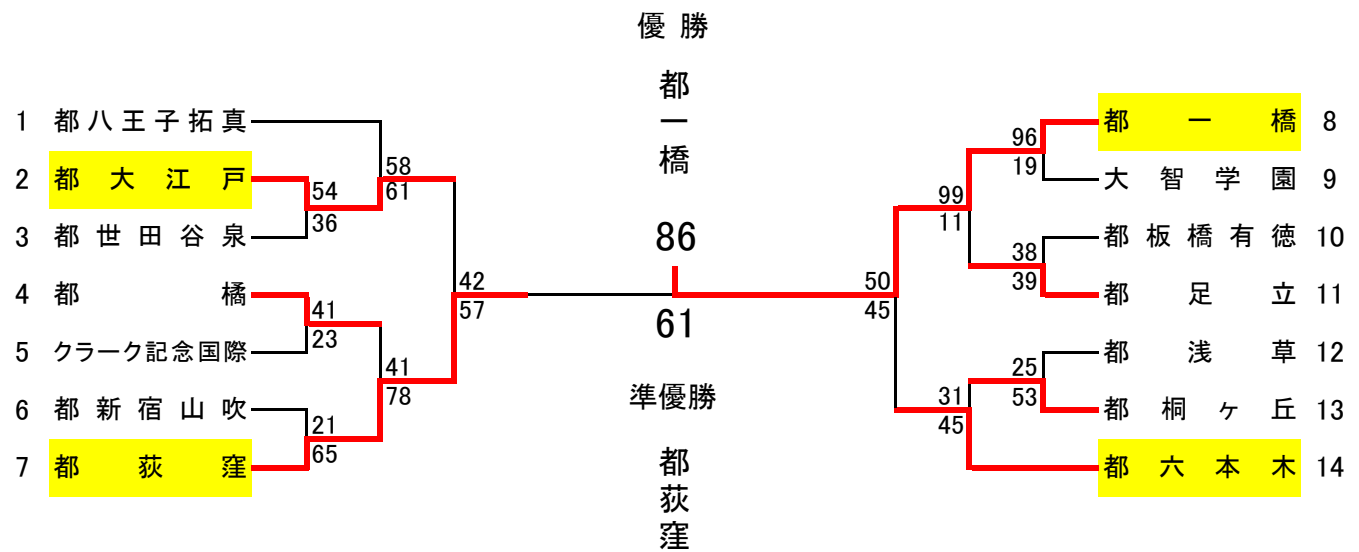 優勝
都一橋
86
61
準優勝
都荻窪
1 都八王子拓真
2 都大江戸
3 都世田谷泉
4 都橘
5 クラーク記念国際
6 都新宿山吹
7 都荻窪
54
36
58
61
41
23
21
65
41
78
42
57
都一橋 8
大智学園 9
都板橋有徳 10
都足立 11
都浅草 12
都桐ヶ丘 13
都六本木 14
96
19
38
39
99
11
25
53
31
45
50
45